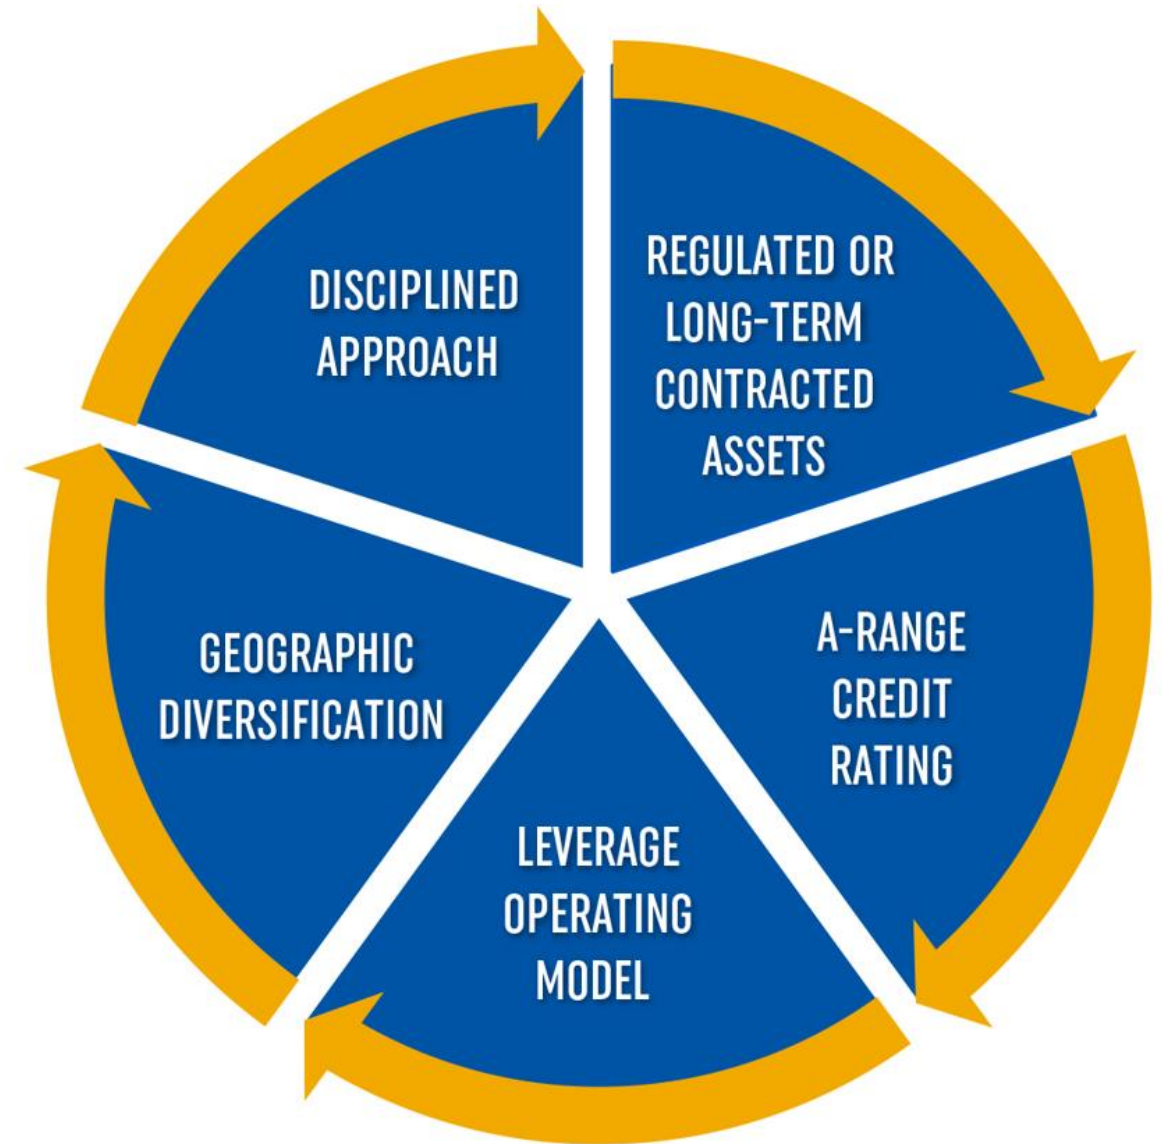 DISCIPLINED
APPROACH
REGULATED OR
LONG-TERM
CONTRACTED
ASSETS
A-RANGE
CREDIT
RATING
LEVERAGE
OPERATING
MODEL
GEOGRAPHIC
DIVERSIFICATION